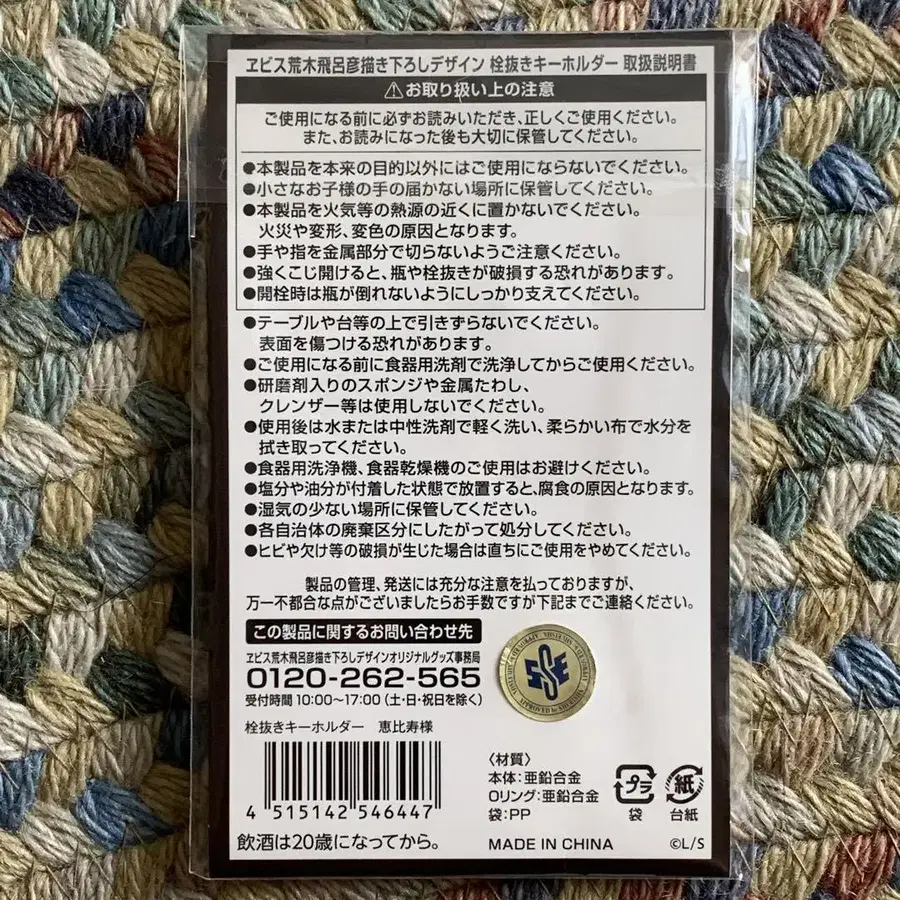 ヱビス荒木飛呂彦描き下ろしデザイン 栓抜きキーホルダー 取扱説明書
⚠お取り扱い上の注意
ご使用になる前に必ずお読みいただき、正しくご使用ください。
また、お読みになった後も大切に保管してください。
●本製品を本来の目的以外にはご使用にならないでください。
●小さなお子様の手の届かない場所に保管してください。
●本製品を火気等の熱源の近くに置かないでください。
火災や変形、変色の原因となります。
●手や指を金属部分で切らないようご注意ください。
●強くこじ開けると、瓶や栓抜きが破損する恐れがあります。
●開栓時は瓶が倒れないようにしっかり支えてください。
●テーブルや台等の上で引きずらないでください。
表面を傷つける恐れがあります。
●ご使用になる前に食器用洗剤で洗浄してからご使用ください。
●研磨剤入りのスポンジや金属たわし、
クレンザー等は使用しないでください。
●使用後は水または中性洗剤で軽く洗い、柔らかい布で水分を
拭き取ってください。
●食器用洗浄機、食器乾燥機のご使用はお避けください。
●塩分や油分が付着した状態で放置すると、腐食の原因となります。
●湿気の少ない場所に保管してください。
●各自治体の廃棄区分にしたがって処分してください。
●ヒビや欠け等の破損が生じた場合は直ちにご使用をやめてください。
製品の管理、発送には充分な注意を払っておりますが、
万一不都合な点がございましたらお手数ですが下記までご連絡ください。
この製品に関するお問い合わせ先
ヱビス荒木飛呂彦描き下ろしデザインオリジナルグッズ事務局
0120-262-565
受付時間 10:00〜17:00（土・日・祝日を除く）
栓抜きキーホルダー 恵比寿様
4 515142 546447
飲酒は20歳になってから。
〈材質〉
本体：亜鉛合金
Oリング：亜鉛合金
袋：PP
プラ
袋
紙
台紙
MADE IN CHINA
©L/S